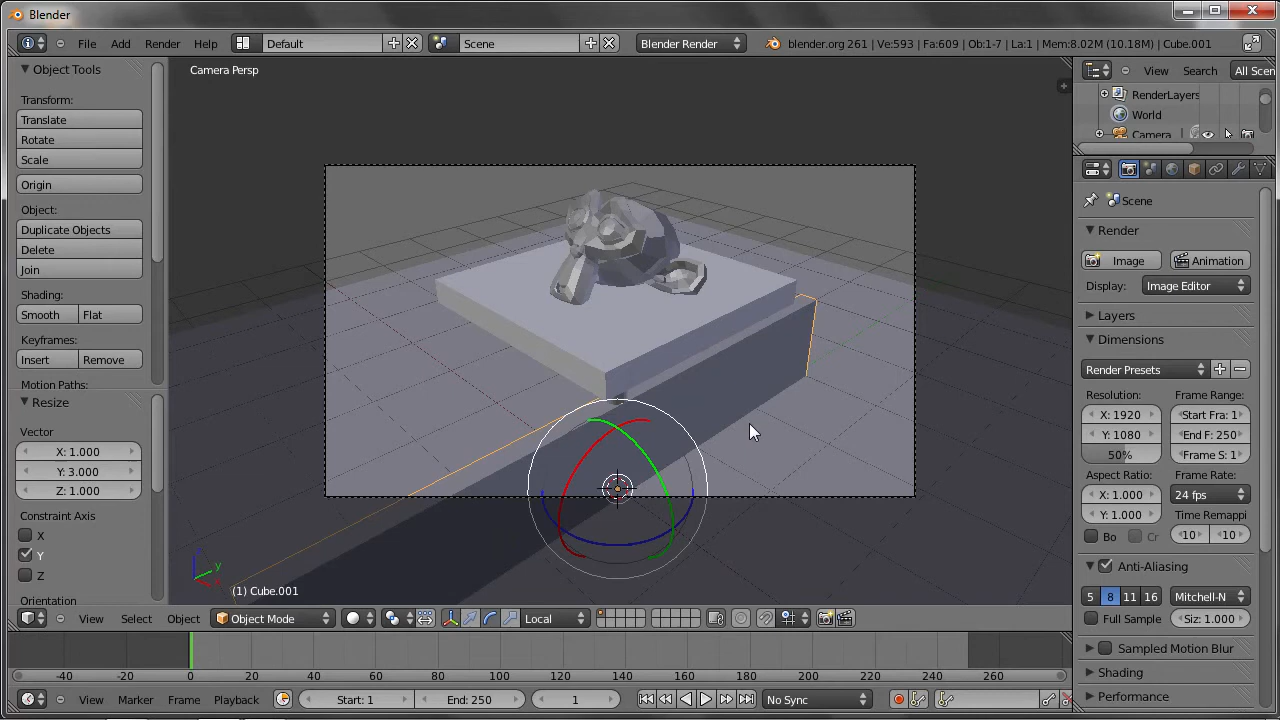 Blender
File Add Render Help Default Scene Blender Render blender.org 261 | Ve:593 | Fa:609 | Ob:1-7 | La:1 | Mem:8.02M (10.18M) | Cube.001
Object Tools
Transform:
Translate
Rotate
Scale
Origin
Object:
Duplicate Objects
Delete
Join
Shading:
Smooth Flat
Keyframes:
Insert Remove
Motion Paths:
Resize
Vector
X: 1.000
Y: 3.000
Z: 1.000
Constraint Axis
X
Y
Z
Orientation
Camera Persp
z
y
x
(1) Cube.001
View Select Object Object Mode Local
-40 -20 0 20 40 60 80 100 120 140 160 180 200 220 240 260
View Marker Frame Playback Start: 1 End: 250 1 No Sync
View Search All Scen
RenderLayers
World
Camera
Scene
Render
Image Animation
Display: Image Editor
Layers
Dimensions
Render Presets
Resolution: Frame Range:
X: 1920 Start Fra: 1
Y: 1080 End F: 250
50% Frame S: 1
Aspect Ratio: Frame Rate:
X: 1.000 24 fps
Y: 1.000 Time Remappi
Bo Cr 10 10
Anti-Aliasing
5 8 11 16 Mitchell-N
Full Sample Siz: 1.000
Sampled Motion Blur
Shading
Performance